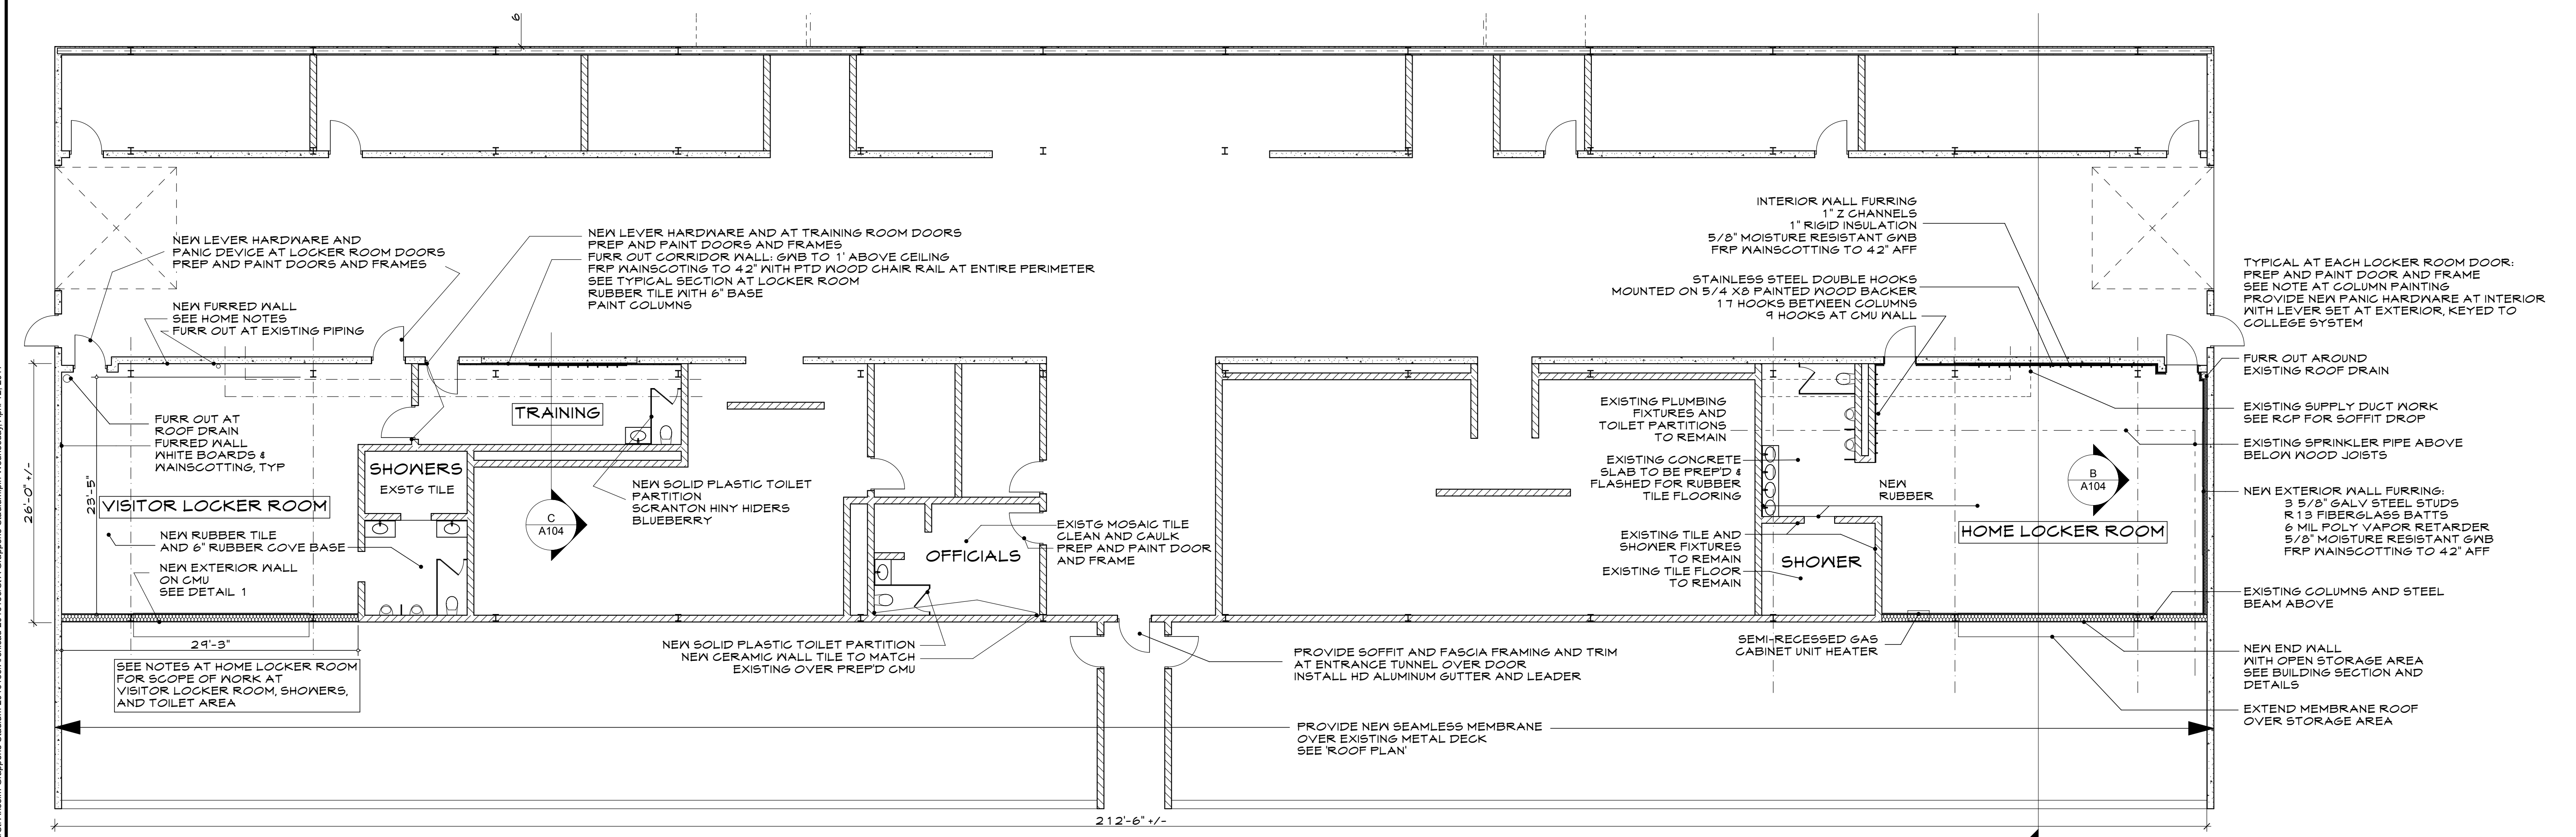 6
NEW LEVER HARDWARE AND
PANIC DEVICE AT LOCKER ROOM DOORS
PREP AND PAINT DOORS AND FRAMES
NEW FURRED WALL
SEE HOME NOTES
FURR OUT AT EXISTING PIPING
NEW LEVER HARDWARE AND AT TRAINING ROOM DOORS
PREP AND PAINT DOORS AND FRAMES
FURR OUT CORRIDOR WALL: GWB TO 1' ABOVE CEILING
FRP WAINSCOTING TO 42" WITH PTD WOOD CHAIR RAIL AT ENTIRE PERIMETER
SEE TYPICAL SECTION AT LOCKER ROOM
RUBBER TILE WITH 6" BASE
PAINT COLUMNS
INTERIOR WALL FURRING
1" Z CHANNELS
1" RIGID INSULATION
5/8" MOISTURE RESISTANT GWB
FRP WAINSCOTTING TO 42" AFF
STAINLESS STEEL DOUBLE HOOKS
MOUNTED ON 5/4 X8 PAINTED WOOD BACKER
17 HOOKS BETWEEN COLUMNS
9 HOOKS AT CMU WALL
TYPICAL AT EACH LOCKER ROOM DOOR:
PREP AND PAINT DOOR AND FRAME
SEE NOTE AT COLUMN PAINTING
PROVIDE NEW PANIC HARDWARE AT INTERIOR
WITH LEVER SET AT EXTERIOR, KEYED TO
COLLEGE SYSTEM
FURR OUT AROUND
EXISTING ROOF DRAIN
EXISTING SUPPLY DUCT WORK
SEE RCP FOR SOFFIT DROP
EXISTING SPRINKLER PIPE ABOVE
BELOW WOOD JOISTS
NEW EXTERIOR WALL FURRING:
3 5/8" GALV STEEL STUDS
R13 FIBERGLASS BATTS
6 MIL POLY VAPOR RETARDER
5/8" MOISTURE RESISTANT GWB
FRP WAINSCOTTING TO 42" AFF
EXISTING COLUMNS AND STEEL
BEAM ABOVE
NEW END WALL
WITH OPEN STORAGE AREA
SEE BUILDING SECTION AND
DETAILS
EXTEND MEMBRANE ROOF
OVER STORAGE AREA
26'-0" +/-
23'-5"
FURR OUT AT
ROOF DRAIN
FURRED WALL
WHITE BOARDS &
WAINSCOTTING, TYP
VISITOR LOCKER ROOM
NEW RUBBER TILE
AND 6" RUBBER COVE BASE
NEW EXTERIOR WALL
ON CMU
SEE DETAIL 1
29'-3"
SEE NOTES AT HOME LOCKER ROOM
FOR SCOPE OF WORK AT
VISITOR LOCKER ROOM, SHOWERS,
AND TOILET AREA
SHOWERS
EXSTG TILE
TRAINING
C
A104
NEW SOLID PLASTIC TOILET
PARTITION
SCRANTON HINY HIDERS
BLUEBERRY
OFFICIALS
EXISTG MOSAIC TILE
CLEAN AND CAULK
PREP AND PAINT DOOR
AND FRAME
NEW SOLID PLASTIC TOILET PARTITION
NEW CERAMIC WALL TILE TO MATCH
EXISTING OVER PREP'D CMU
PROVIDE SOFFIT AND FASCIA FRAMING AND TRIM
AT ENTRANCE TUNNEL OVER DOOR
INSTALL HD ALUMINUM GUTTER AND LEADER
PROVIDE NEW SEAMLESS MEMBRANE
OVER EXISTING METAL DECK
SEE 'ROOF PLAN'
EXISTING PLUMBING
FIXTURES AND
TOILET PARTITIONS
TO REMAIN
EXISTING CONCRETE
SLAB TO BE PREP'D &
FLASHED FOR RUBBER
TILE FLOORING
EXISTING TILE AND
SHOWER FIXTURES
TO REMAIN
EXISTING TILE FLOOR
TO REMAIN
NEW
RUBBER
SHOWER
HOME LOCKER ROOM
B
A104
SEMI-RECESSED GAS
CABINET UNIT HEATER
212'-6" +/-